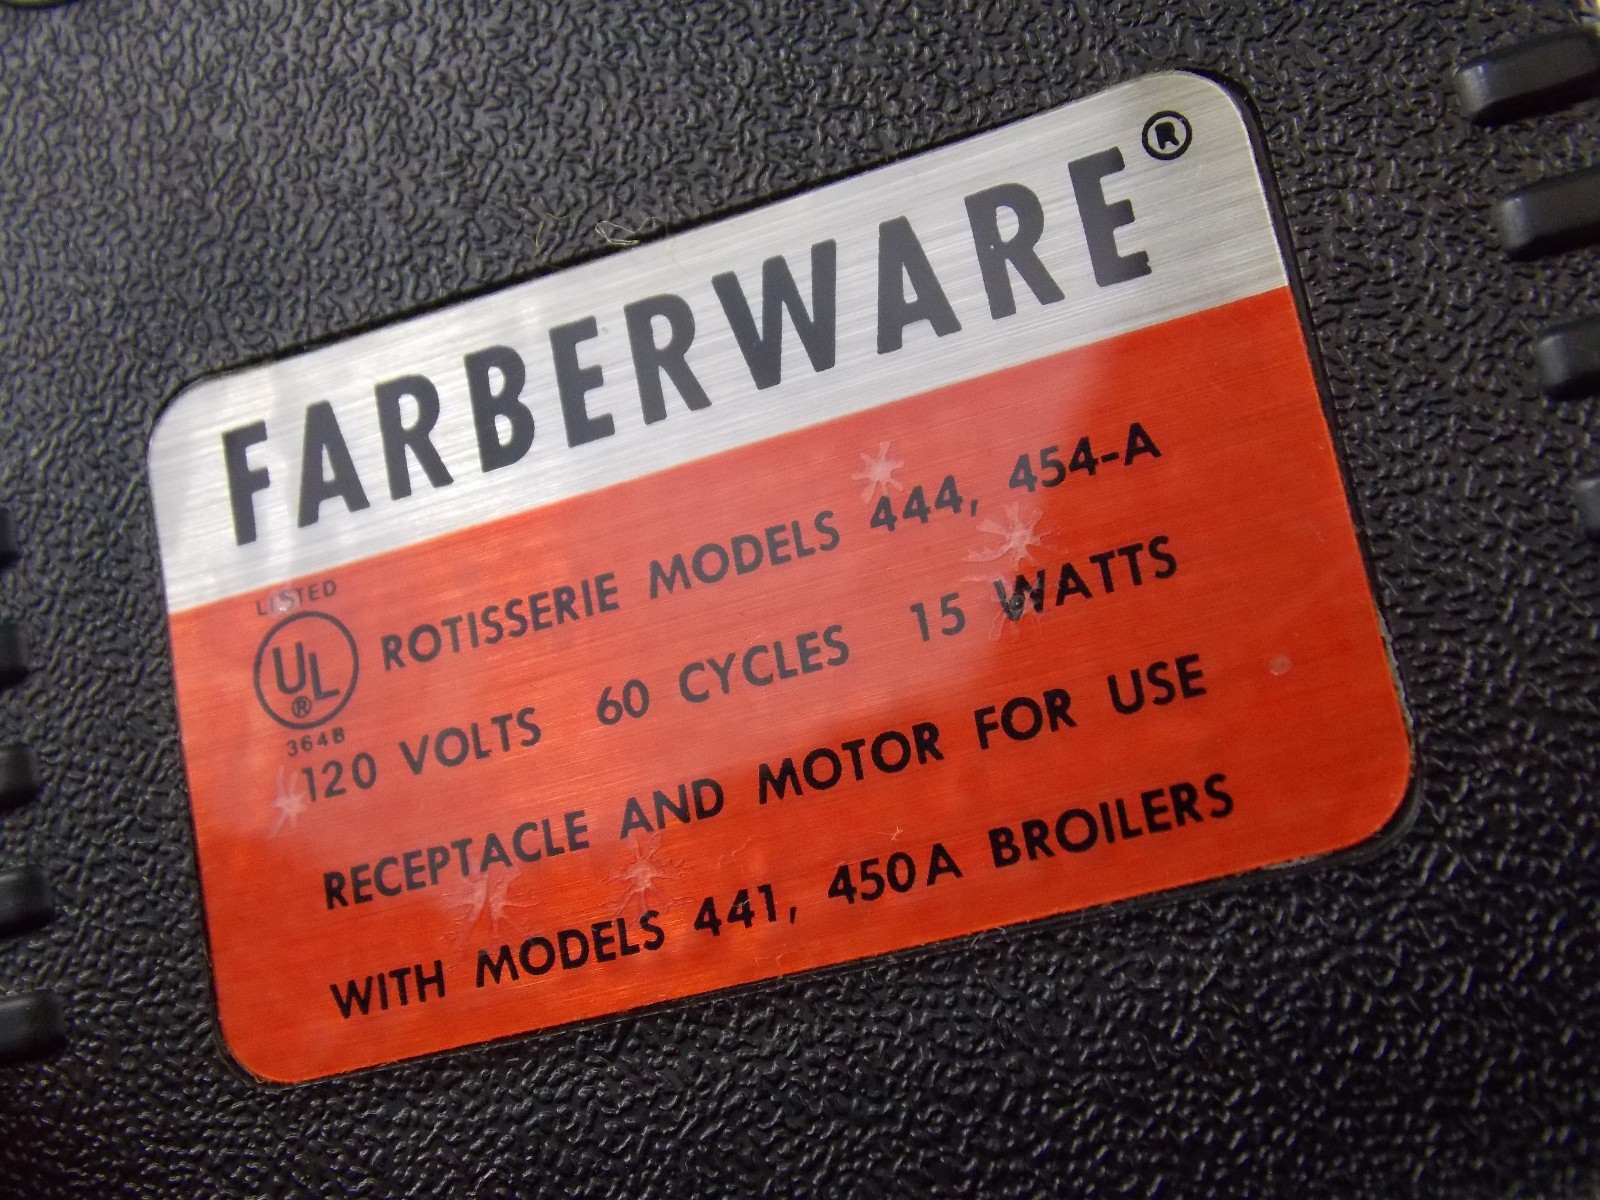 FARBERWARE®
LISTED
UL®
364B
ROTISSERIE MODELS 444, 454-A
120 VOLTS 60 CYCLES 15 WATTS
RECEPTACLE AND MOTOR FOR USE
WITH MODELS 441, 450A BROILERS